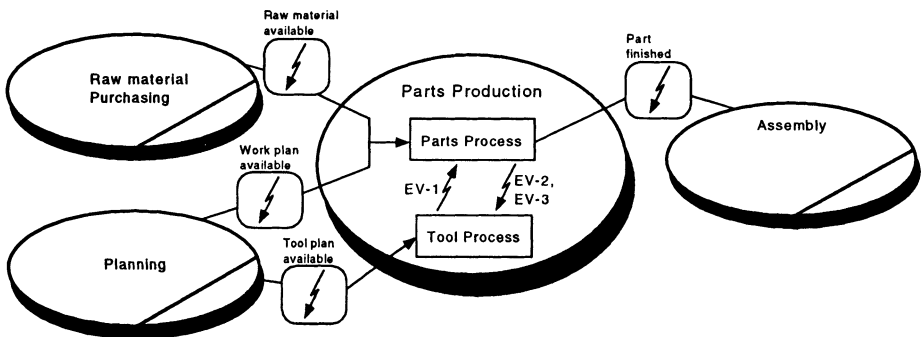 Raw material
available
Part
finished
Raw material
Purchasing
Parts Production
Parts Process
Assembly
Work plan
available
EV-1
EV-2,
EV-3
Tool Process
Tool plan
available
Planning